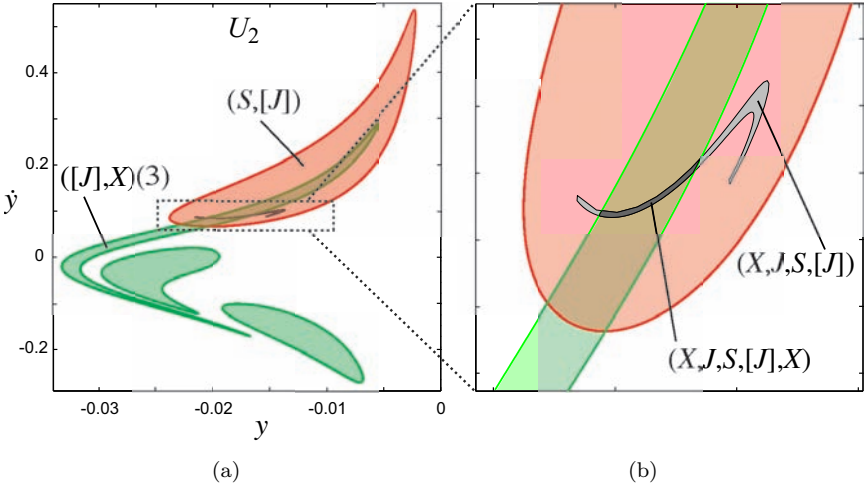 U₂
0.4
(S,[J])
0.2
([J],X)(3)
ẏ
0
(X,J,S,[J])
-0.2
(X,J,S,[J],X)
-0.03
-0.02
-0.01
0
y
(a)
(b)